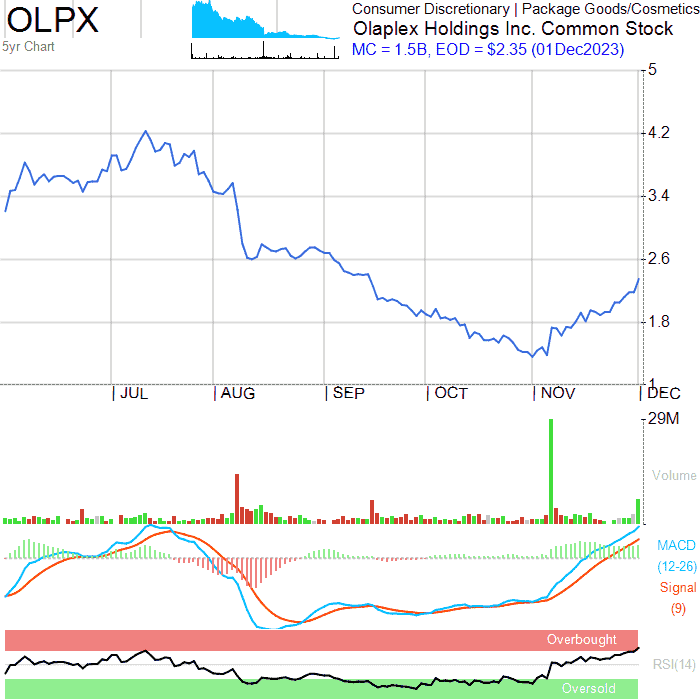 OLPX
5yr Chart
Consumer Discretionary | Package Goods/Cosmetics
Olaplex Holdings Inc. Common Stock
MC = 1.5B, EOD = $2.35 (01Dec2023)
5
4.2
3.4
2.6
1.8
1
JUL AUG SEP OCT NOV DEC
29M
Volume
MACD
(12-26)
Signal
(9)
Overbought
RSI(14)
Oversold